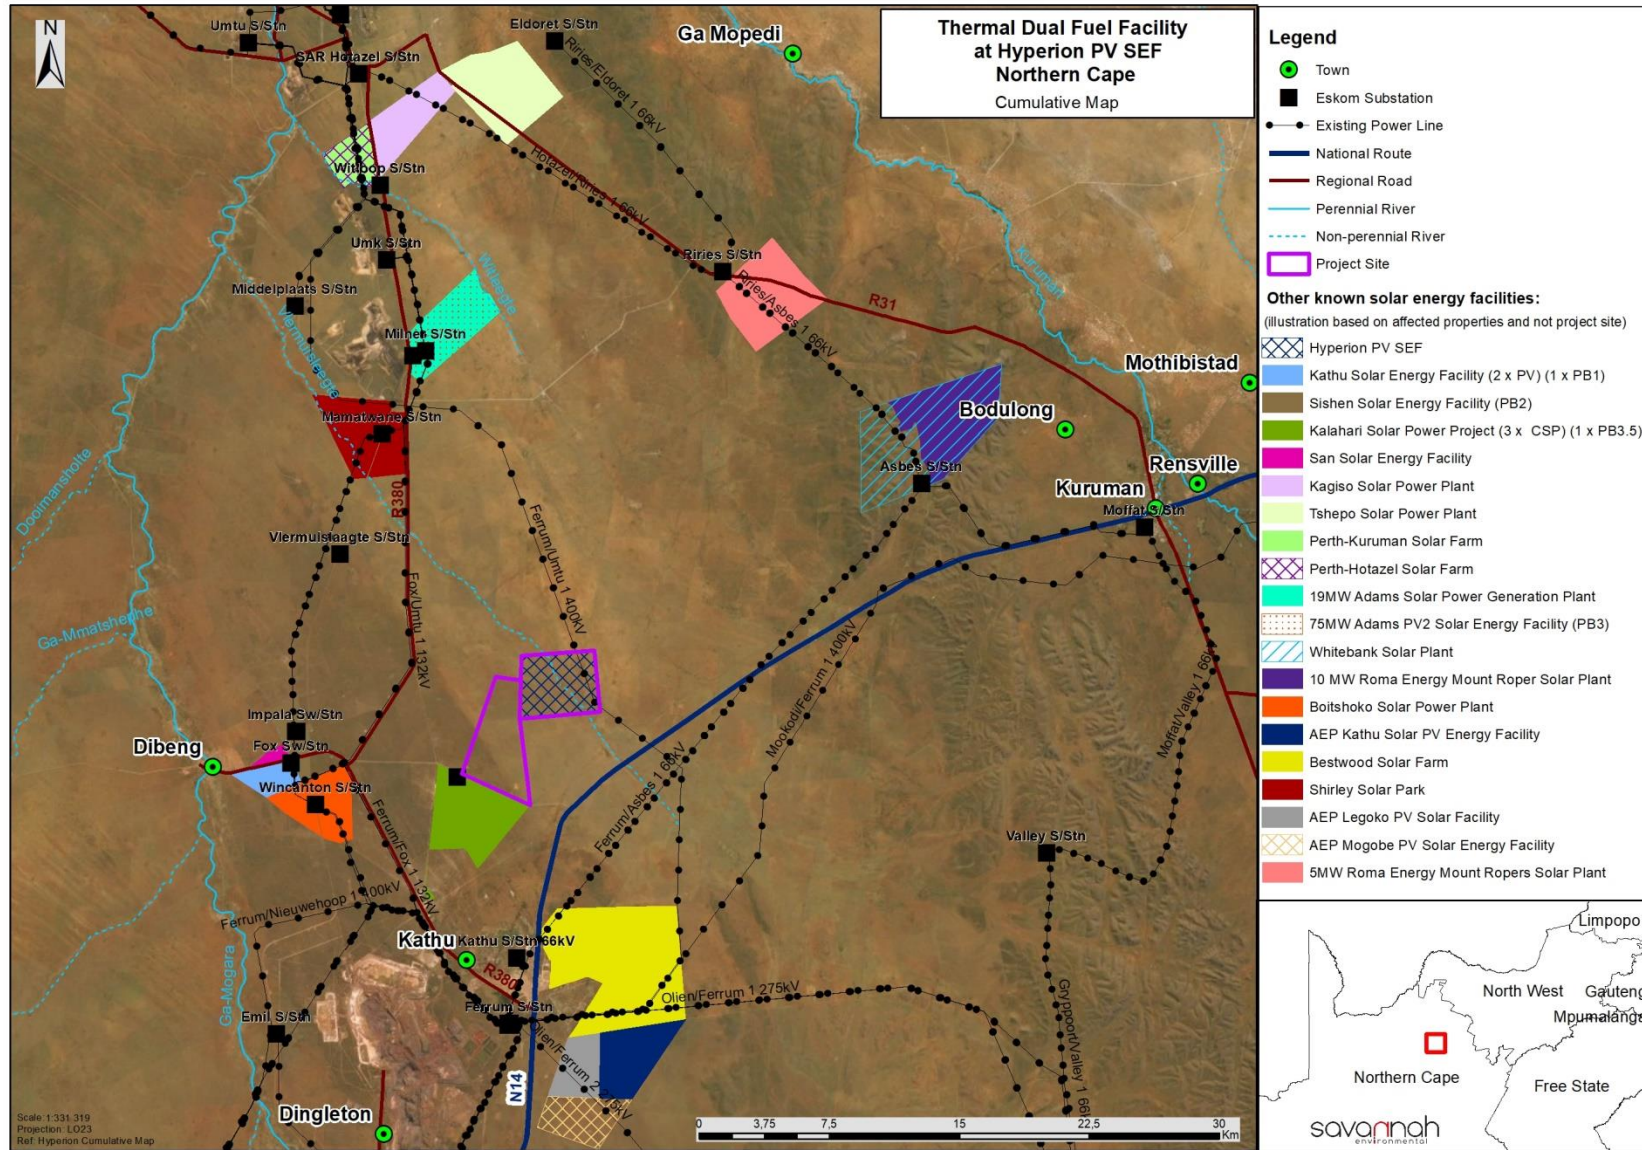 Thermal Dual Fuel Facility
at Hyperion PV SEF
Northern Cape
Cumulative Map
N
Umtu S/Stn
Eldoret S/Stn
Ga Mopedi
SAR Hotazel S/Stn
Riries/Eldoret 1 66kV
Hotazel/Riries 1 66kV
Witloop S/Stn
Umk S/Stn
Witleegte
Riries S/Stn
Kuruman
Middelplaats S/Stn
Riries/Asbes 1 66kV
R31
Vlermuisleegte
Milner S/Stn
Mothibistad
Mamatwane S/Stn
Bodulong
Dooimansholte
R380
Asbes S/Stn
Rensville
Kuruman
Moffat S/Stn
Vlermuislaagte S/Stn
Ferrum/Umtu 1 400kV
Fox/Umtu 1 132kV
Ga-Mmatshephe
Mookodi/Ferrum 1 400kV
Moffat/Valley 1 66k
Impala Sw/Stn
Fox Sw/Stn
Dibeng
Wincanton S/Stn
Ferrum/Asbes 1 66kV
Ferrum/Fox 1 132kV
Valley S/Stn
Ferrum/Nieuwehoop 1 400kV
Kathu
Kathu S/Stn 66kV
R380
Ga-Mogara
Olien/Ferrum 1 275kV
Emil S/Stn
Ferrum S/Stn
Olien/Ferrum 2 275kV
Gryppoort/Valley 1 66k
N14
Dingleton
Scale: 1:331 319
Projection: LO23
Ref: Hyperion Cumulative Map
0 3,75 7,5 15 22,5 30
Km
Legend
Town
Eskom Substation
Existing Power Line
National Route
Regional Road
Perennial River
Non-perennial River
Project Site
Other known solar energy facilities:
(illustration based on affected properties and not project site)
Hyperion PV SEF
Kathu Solar Energy Facility (2 x PV) (1 x PB1)
Sishen Solar Energy Facility (PB2)
Kalahari Solar Power Project (3 x CSP) (1 x PB3.5)
San Solar Energy Facility
Kagiso Solar Power Plant
Tshepo Solar Power Plant
Perth-Kuruman Solar Farm
Perth-Hotazel Solar Farm
19MW Adams Solar Power Generation Plant
75MW Adams PV2 Solar Energy Facility (PB3)
Whitebank Solar Plant
10 MW Roma Energy Mount Roper Solar Plant
Boitshoko Solar Power Plant
AEP Kathu Solar PV Energy Facility
Bestwood Solar Farm
Shirley Solar Park
AEP Legoko PV Solar Facility
AEP Mogobe PV Solar Energy Facility
5MW Roma Energy Mount Ropers Solar Plant
Limpopo
North West
Gauteng
Mpumalanga
Northern Cape
Free State
savannah
environmental